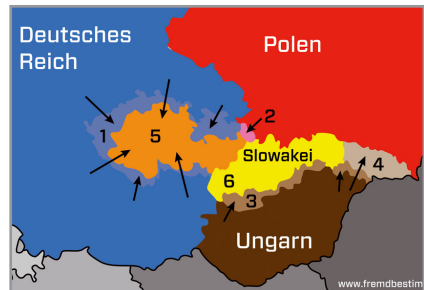 Deutsches
Reich
Polen
2
1
5
Slowakei
4
6
3
Ungarn
www.fremdbestim